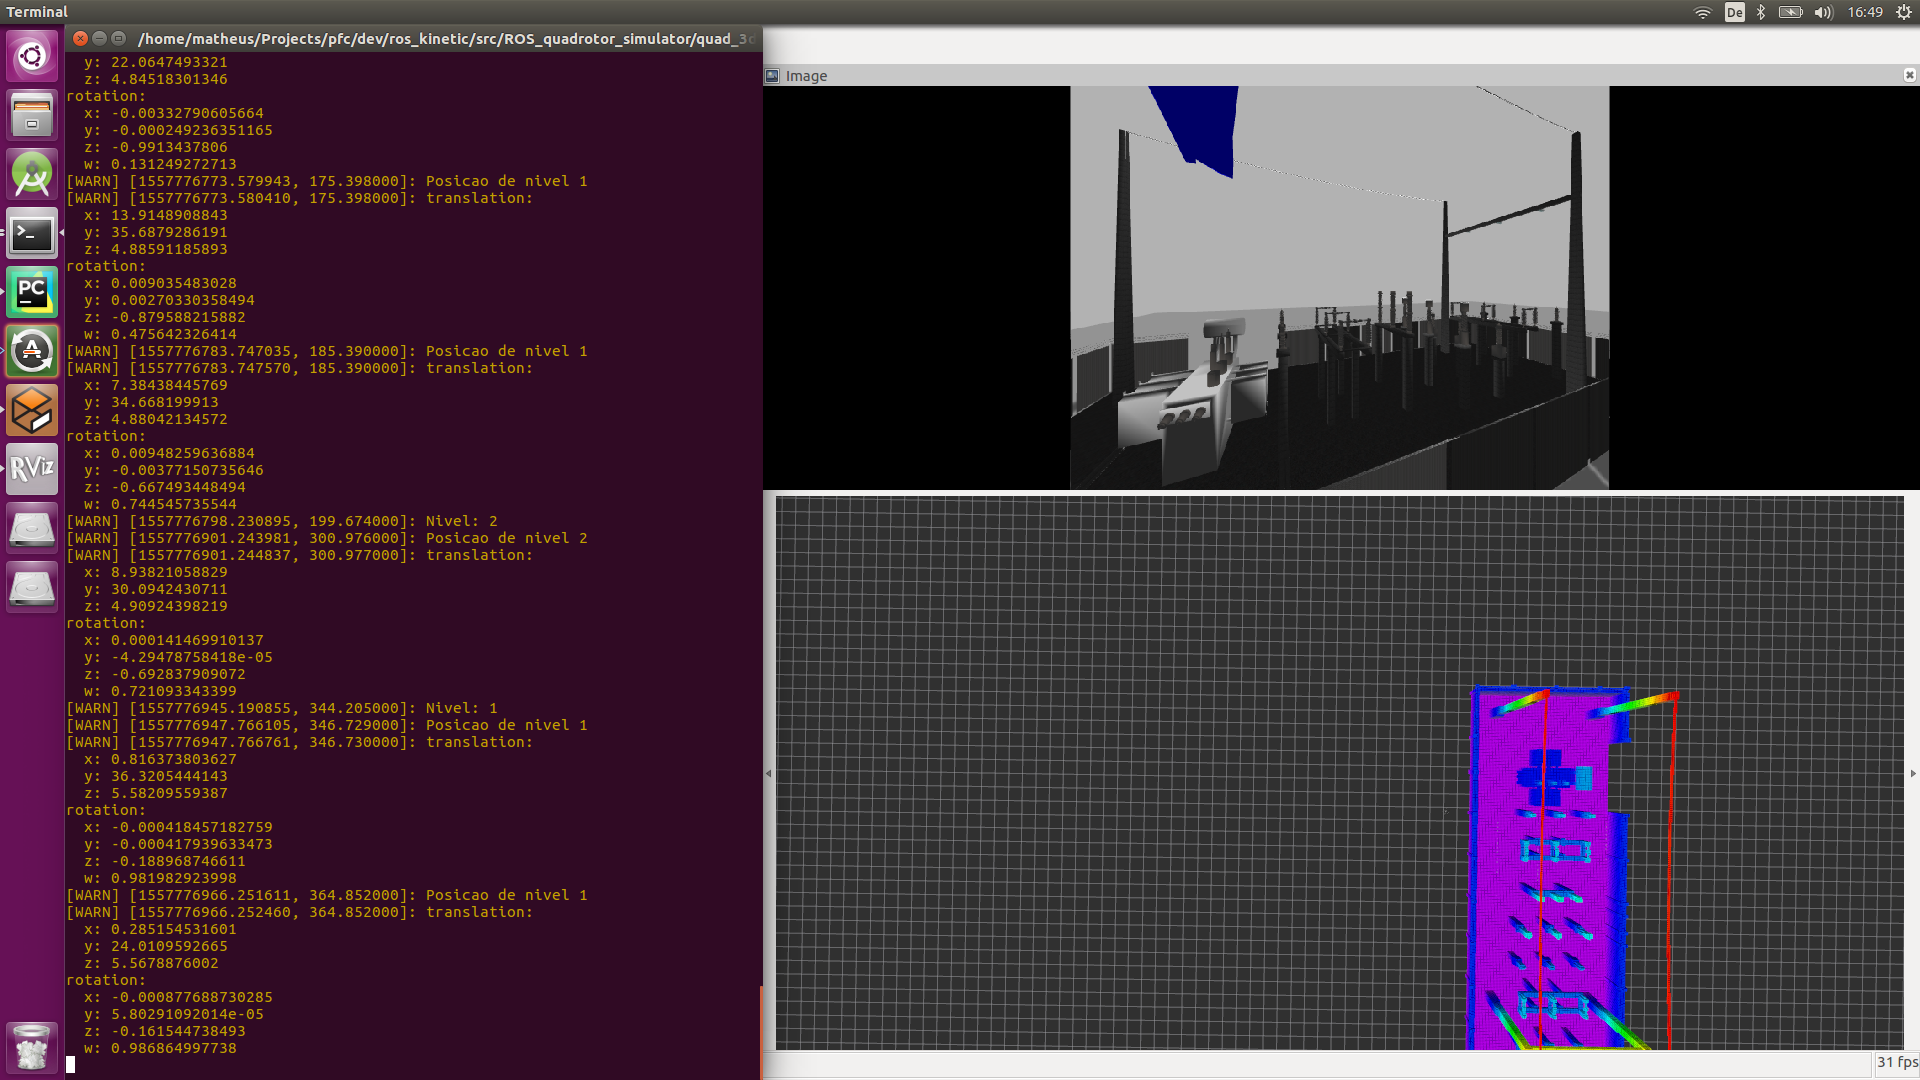 Terminal
De
16:49
/home/matheus/Projects/pfc/dev/ros_kinetic/src/ROS_quadrotor_simulator/quad_3d
y: 22.0647493321
z: 4.84518301346
rotation:
x: -0.00332790605664
y: -0.000249236351165
z: -0.9913437806
w: 0.131249272713
[WARN] [1557776773.579943, 175.398000]: Posicao de nivel 1
[WARN] [1557776773.580410, 175.398000]: translation:
x: 13.9148908843
y: 35.6879286191
z: 4.88591185893
rotation:
x: 0.009035483028
y: 0.00270330358494
z: -0.879588215882
w: 0.475642326414
[WARN] [1557776783.747035, 185.390000]: Posicao de nivel 1
[WARN] [1557776783.747570, 185.390000]: translation:
x: 7.38438445769
y: 34.668199913
z: 4.88042134572
rotation:
x: 0.00948259636884
y: -0.00377150735646
z: -0.667493448494
w: 0.744545735544
[WARN] [1557776798.230895, 199.674000]: Nivel: 2
[WARN] [1557776901.243981, 300.976000]: Posicao de nivel 2
[WARN] [1557776901.244837, 300.977000]: translation:
x: 8.93821058829
y: 30.0942430711
z: 4.90924398219
rotation:
x: 0.000141469910137
y: -4.29478758418e-05
z: -0.692837909072
w: 0.721093343399
[WARN] [1557776945.190855, 344.205000]: Nivel: 1
[WARN] [1557776947.766105, 346.729000]: Posicao de nivel 1
[WARN] [1557776947.766761, 346.730000]: translation:
x: 0.816373803627
y: 36.3205444143
z: 5.58209559387
rotation:
x: -0.000418457182759
y: -0.000417939633473
z: -0.188968746611
w: 0.981982923998
[WARN] [1557776966.251611, 364.852000]: Posicao de nivel 1
[WARN] [1557776966.252460, 364.852000]: translation:
x: 0.285154531601
y: 24.0109592665
z: 5.5678876002
rotation:
x: -0.000877688730285
y: 5.80291092014e-05
z: -0.161544738493
w: 0.986864997738
PC
RViz
Image
31 fps